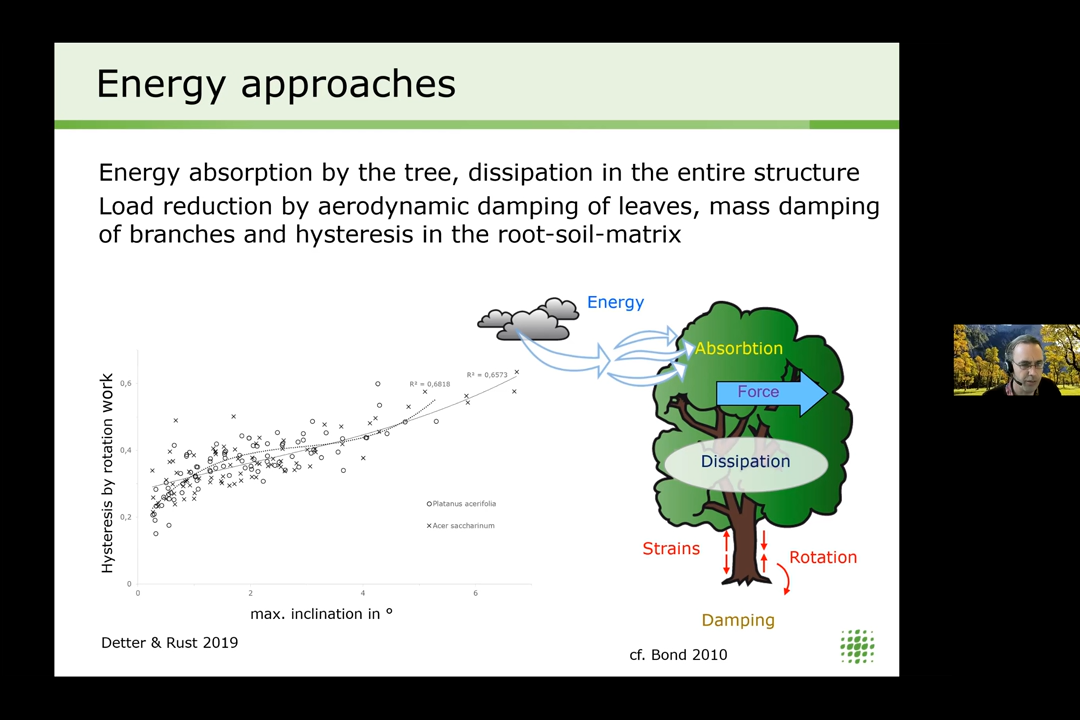 Energy approaches
Energy absorption by the tree, dissipation in the entire structure
Load reduction by aerodynamic damping of leaves, mass damping
of branches and hysteresis in the root-soil-matrix
Energy
Absorbtion
Force
Dissipation
Strains
Rotation
Damping
cf. Bond 2010
Hysteresis by rotation work
0,6
0,4
0,2
0
R² = 0,6818
R² = 0,6573
Platanus acerifolia
Acer saccharinum
0 2 4 6
max. inclination in °
Detter & Rust 2019